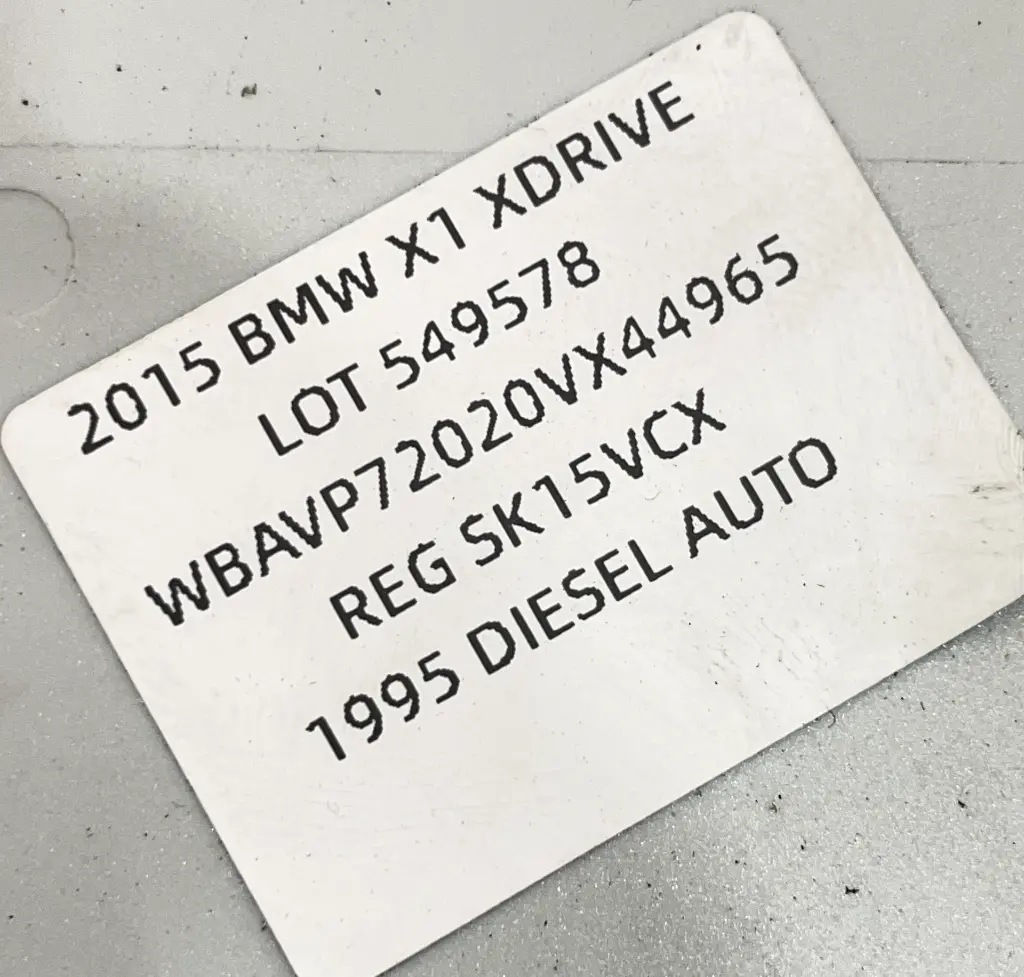 2015 BMW X1 XDRIVE
LOT 549578
WBAVP72020VX44965
REG SK15VCX
1995 DIESEL AUTO